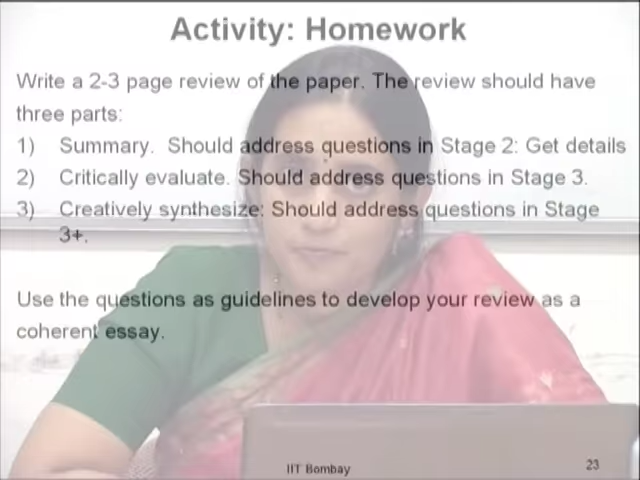 Activity: Homework
Write a 2-3 page review of the paper. The review should have
three parts:
1) Summary. Should address questions in Stage 2: Get details
2) Critically evaluate. Should address questions in Stage 3.
3) Creatively synthesize: Should address questions in Stage
3+.
Use the questions as guidelines to develop your review as a
coherent essay.
IIT Bombay
23